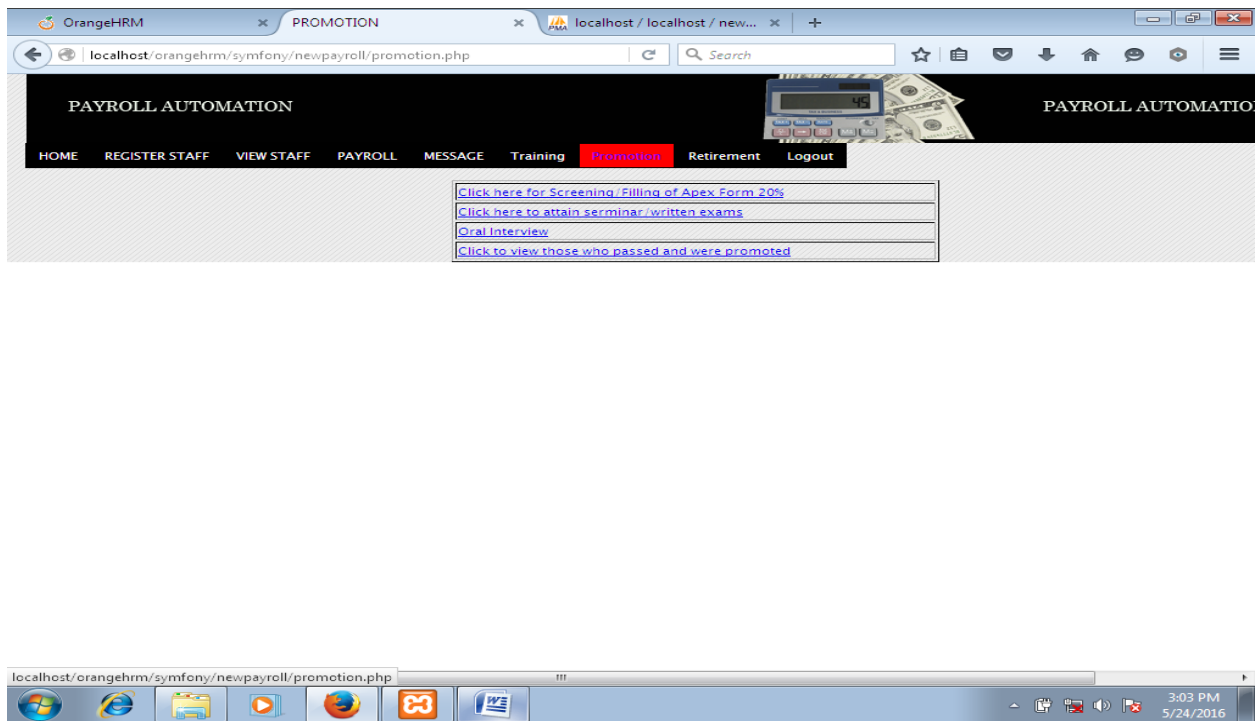 OrangeHRM
PROMOTION
localhost / localhost / new...
localhost/orangehrm/symfony/newpayroll/promotion.php
Search
PAYROLL AUTOMATION
45
PAYROLL AUTOMATIO
HOME REGISTER STAFF VIEW STAFF PAYROLL MESSAGE Training Promotion Retirement Logout
Click here for Screening/Filling of Apex Form 20%
Click here to attain serminar/written exams
Oral Interview
Click to view those who passed and were promoted
localhost/orangehrm/symfony/newpayroll/promotion.php
3:03 PM
5/24/2016